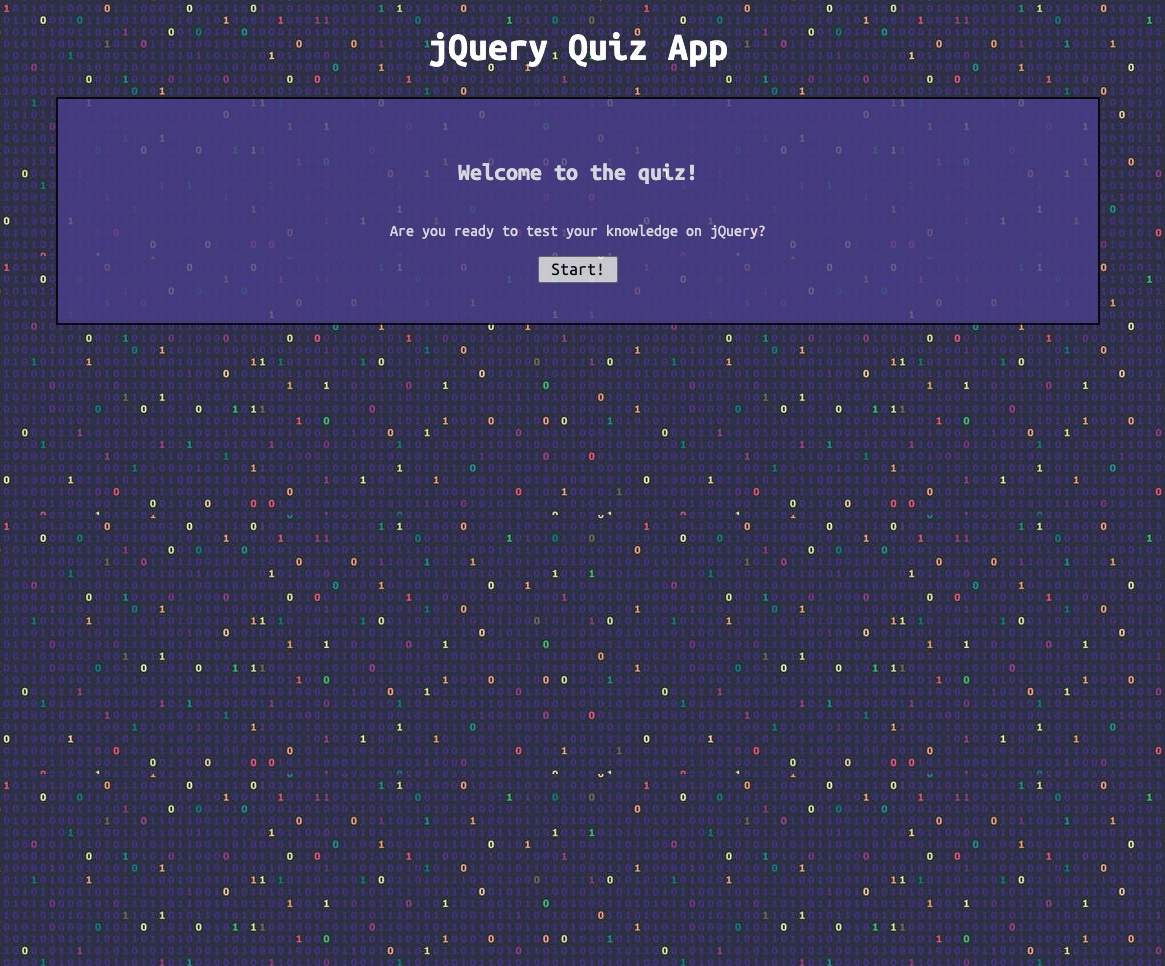 jQuery Quiz App
Welcome to the quiz!
Are you ready to test your knowledge on jQuery?
Start!